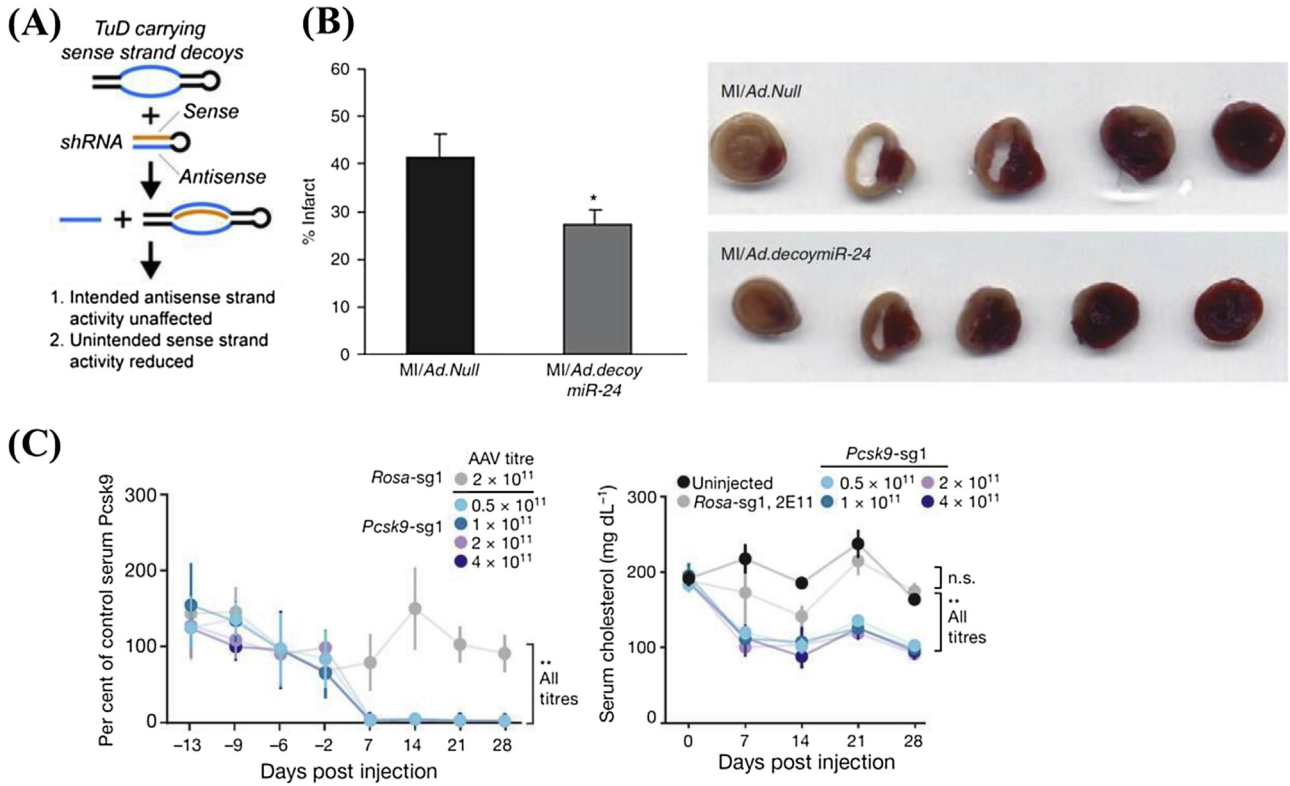 (A)
TuD carrying
sense strand decoys
+
Sense
shRNA
Antisense
+
1. Intended antisense strand
activity unaffected
2. Unintended sense strand
activity reduced
(B)
60
50
40
30
20
10
0
% Infarct
*
MI/Ad.Null
MI/Ad.decoy
miR-24
MI/Ad.Null
MI/Ad.decoymiR-24
(C)
AAV titre
Rosa-sg1 2 × 10¹¹
0.5 × 10¹¹
Pcsk9-sg1 1 × 10¹¹
2 × 10¹¹
4 × 10¹¹
Per cent of control serum Pcsk9
300
200
100
0
** 
All
titres
–13 –9 –6 –2 7 14 21 28
Days post injection
Pcsk9-sg1
Uninjected 0.5 × 10¹¹ 2 × 10¹¹
Rosa-sg1, 2E11 1 × 10¹¹ 4 × 10¹¹
Serum cholesterol (mg dL⁻¹)
300
200
100
0
n.s.
**
All
titres
0 7 14 21 28
Days post injection